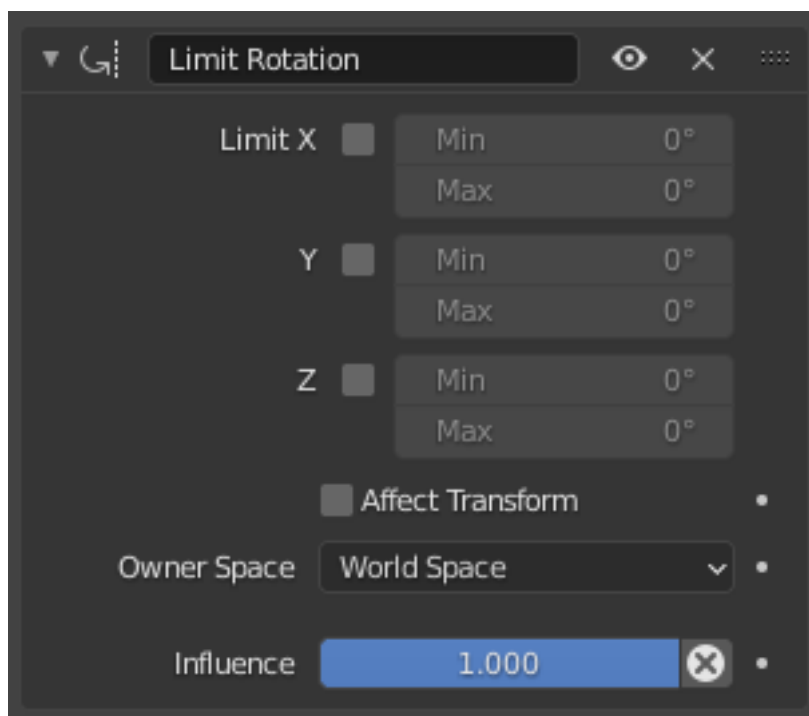 Limit Rotation
Limit X Min 0°
Max 0°
Y Min 0°
Max 0°
Z Min 0°
Max 0°
Affect Transform
Owner Space World Space
Influence 1.000